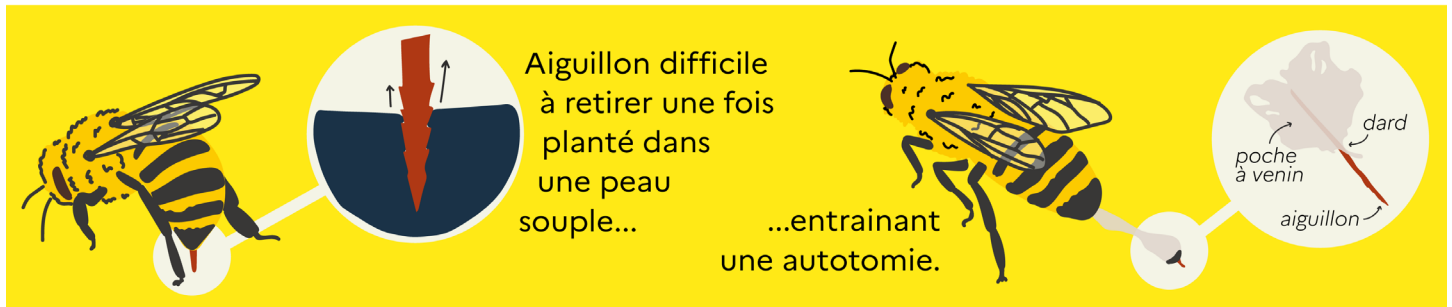 Aiguillon difficile
à retirer une fois
planté dans
une peau
souple...
...entrainant
une autotomie.
dard
poche
à venin
aiguillon